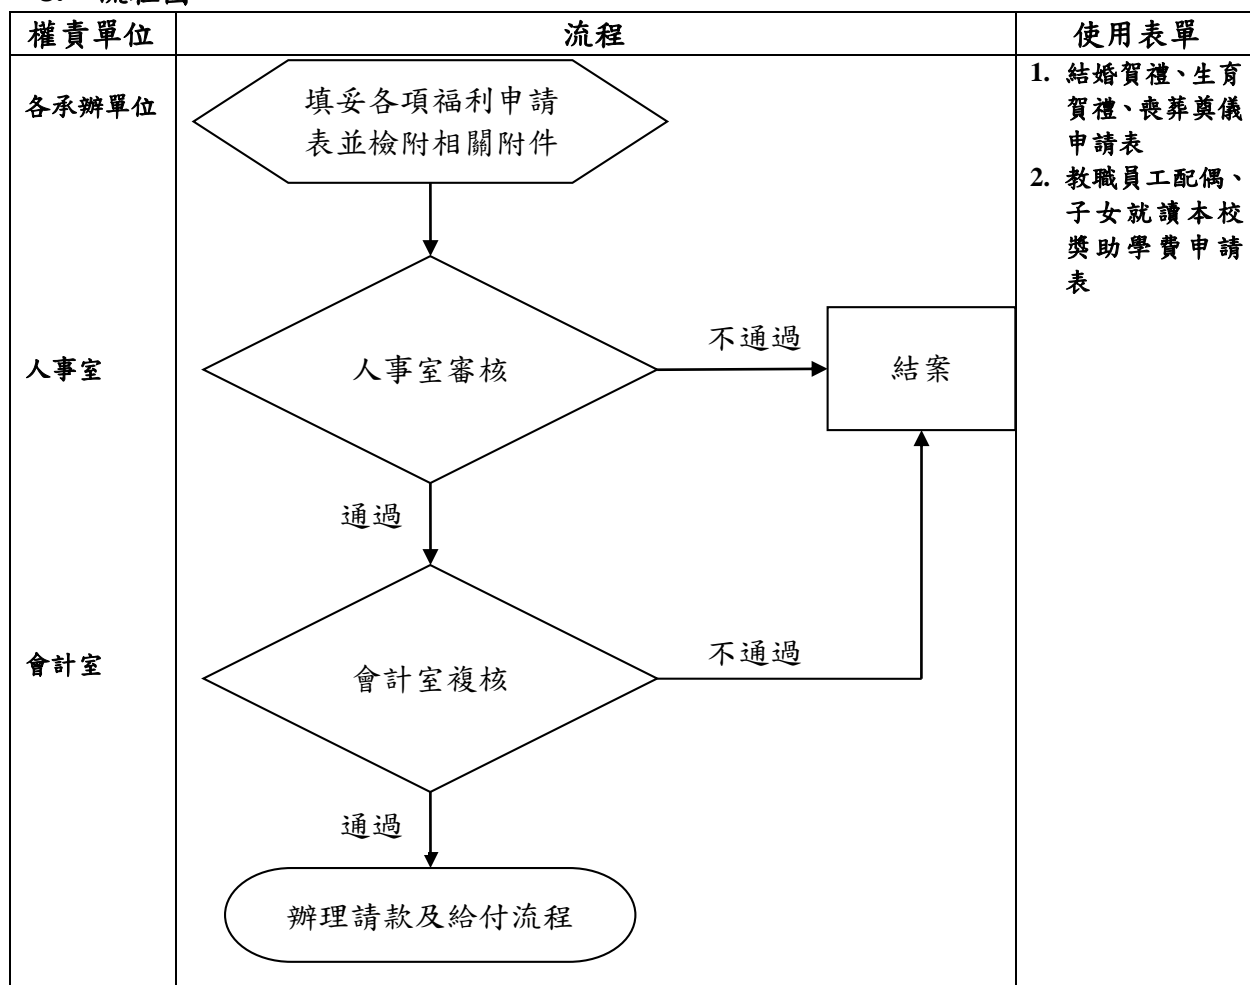 權責單位
流程
使用表單
各承辦單位
填妥各項福利申請
表並檢附相關附件
1. 結婚賀禮、生育
賀禮、喪葬奠儀
申請表
2. 教職員工配偶、
子女就讀本校
獎助學費申請
表
人事室
人事室審核
不通過
結案
通過
會計室
會計室複核
不通過
通過
辦理請款及給付流程